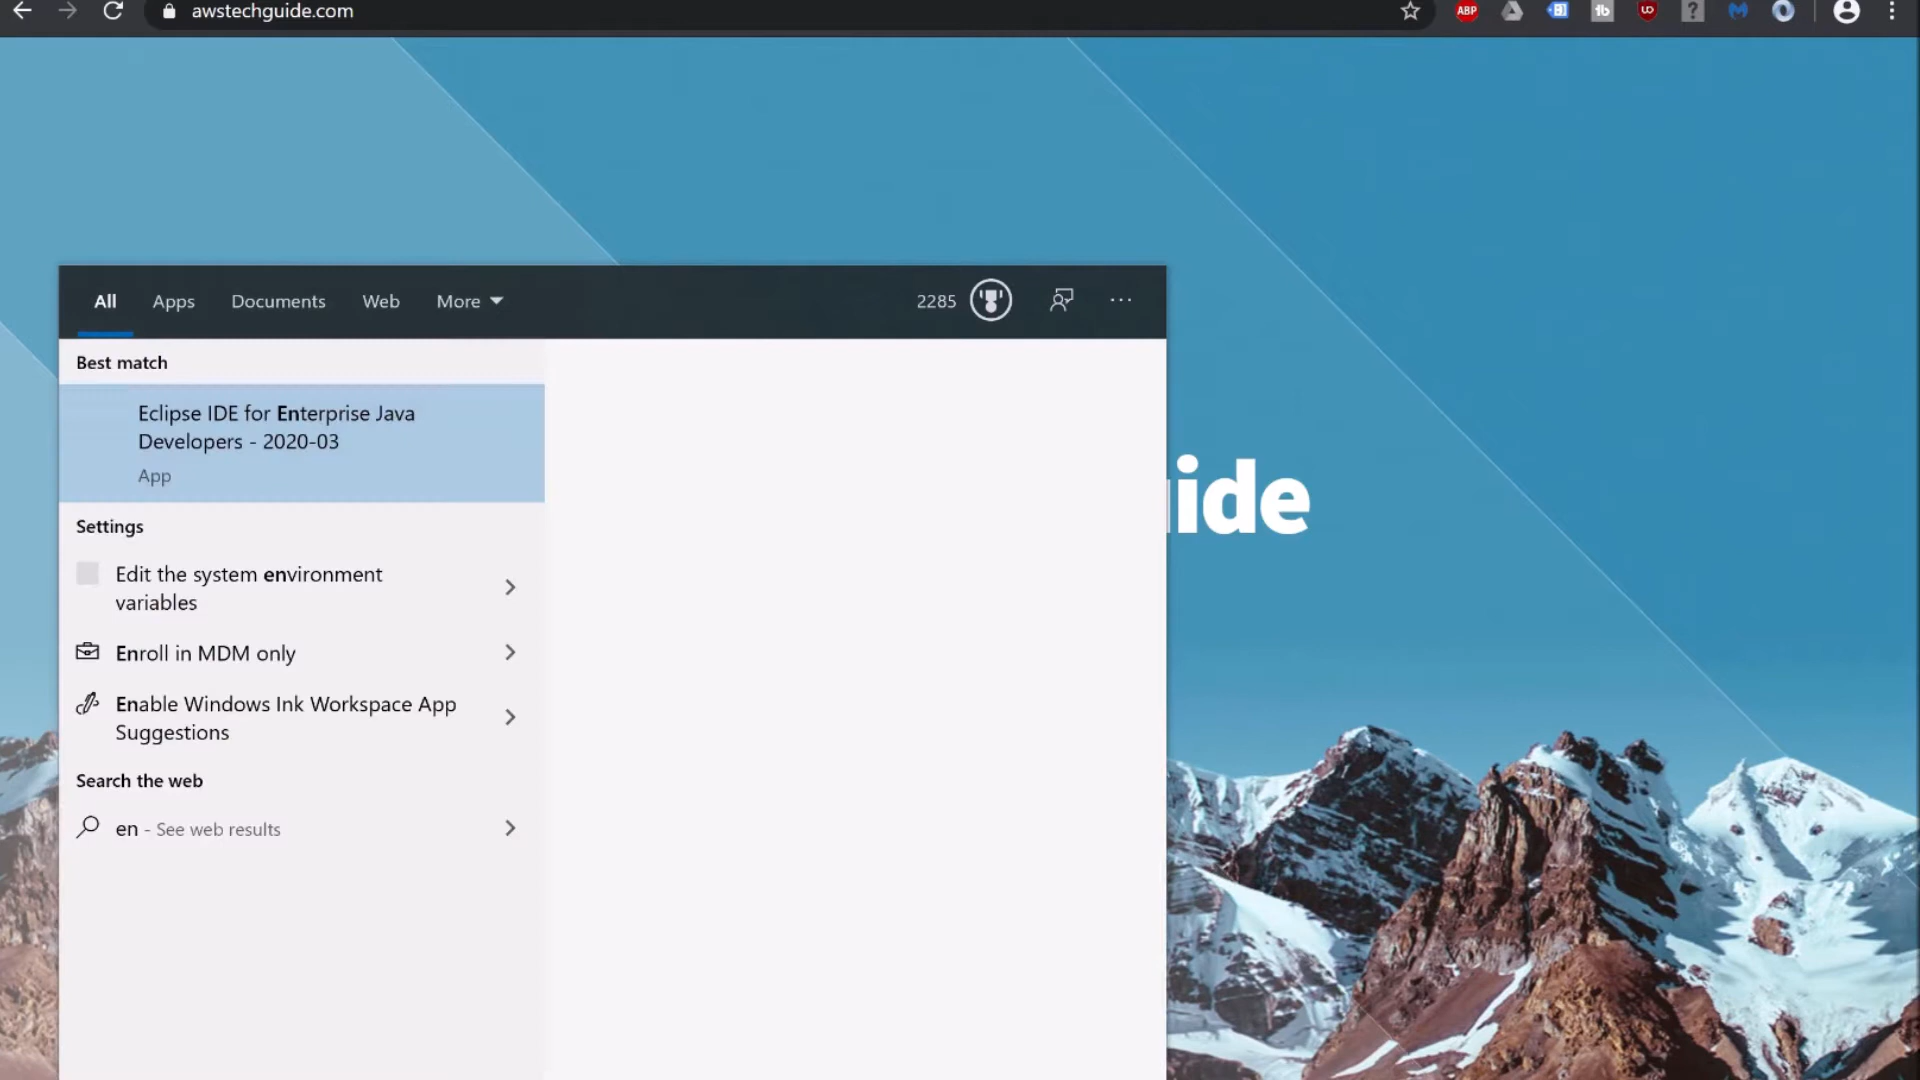 awstechguide.com
ABP
All Apps Documents Web More 2285
Best match
Eclipse IDE for Enterprise Java
Developers - 2020-03
App
Settings
Edit the system environment
variables
Enroll in MDM only
Enable Windows Ink Workspace App
Suggestions
Search the web
en - See web results
ide